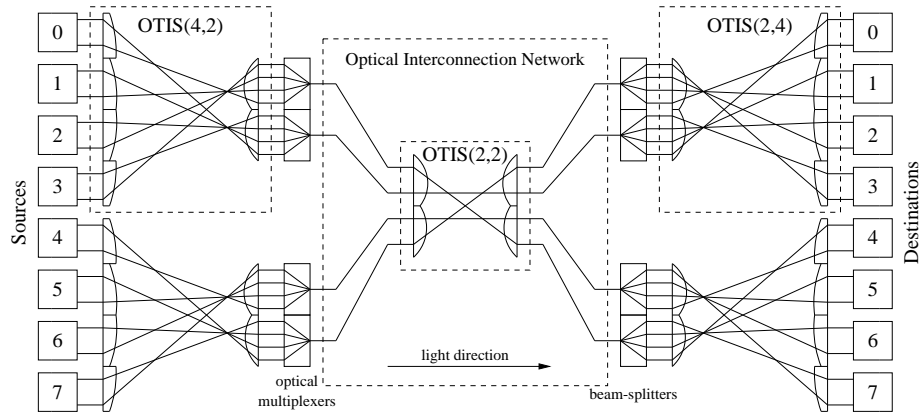 OTIS(4,2)
OTIS(2,4)
0
1
2
3
4
5
6
7
Sources
Optical Interconnection Network
OTIS(2,2)
optical
multiplexers
light direction
beam-splitters
0
1
2
3
4
5
6
7
Destinations